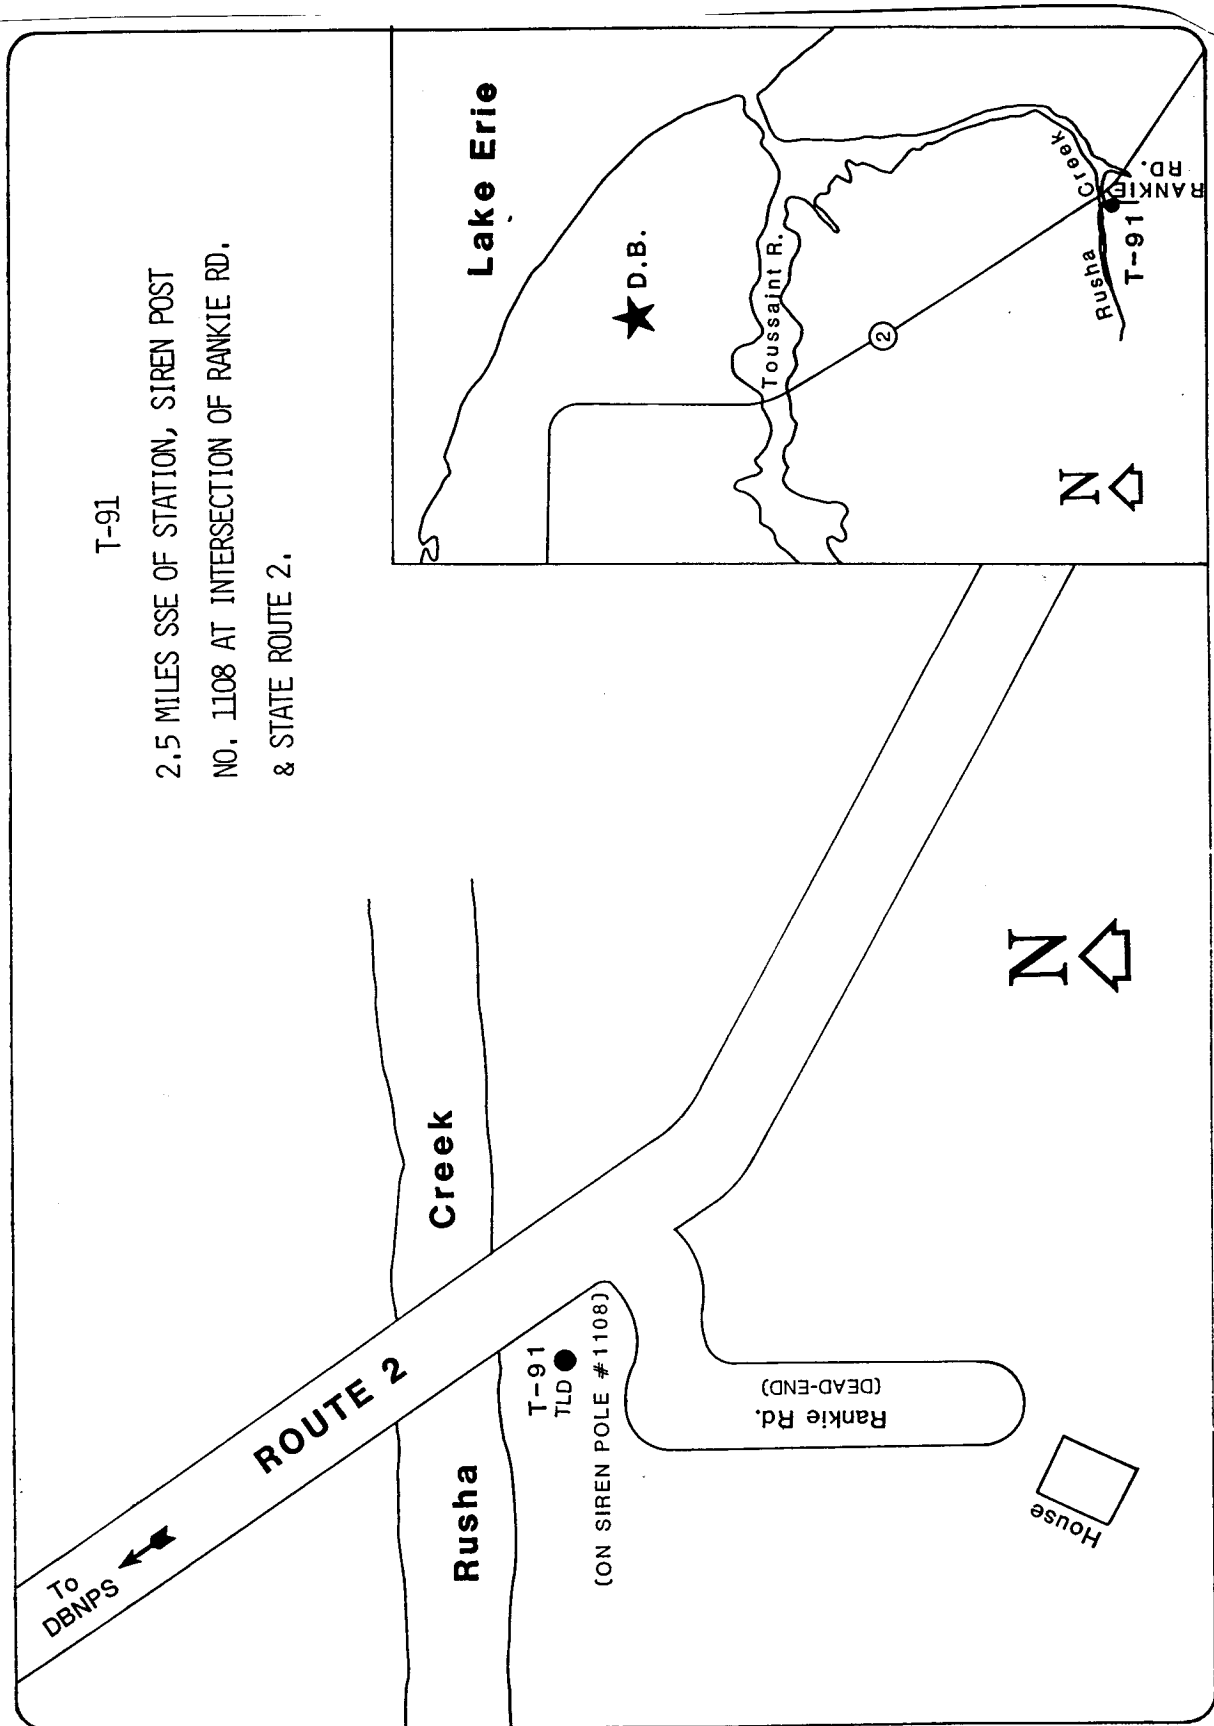 T-91
2.5 MILES SSE OF STATION, SIREN POST
NO. 1108 AT INTERSECTION OF RANKIE RD.
& STATE ROUTE 2.
Lake Erie
D.B.
Toussaint R.
2
Rusha Creek
T-91
RANKIE
RD.
N
To
DBNPS
ROUTE 2
Rusha Creek
T-91
TLD
(ON SIREN POLE #1108)
Rankie Rd.
(DEAD-END)
House
N